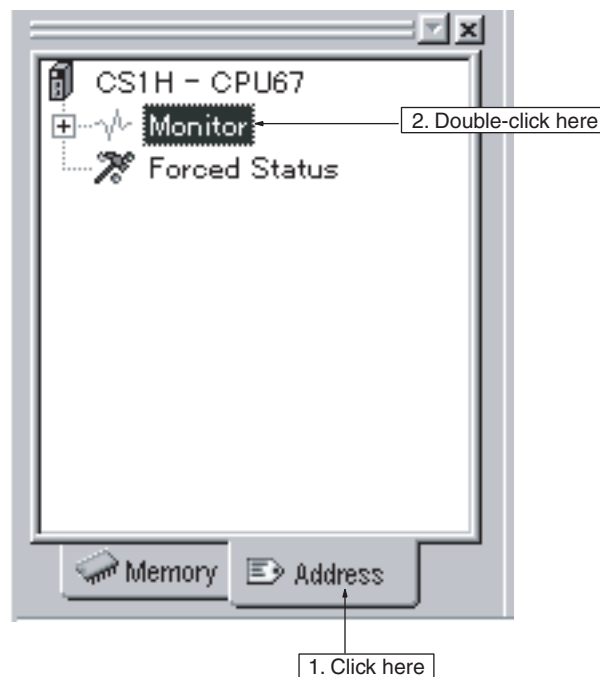 CS1H - CPU67
Monitor
2. Double-click here
Forced Status
Memory
Address
1. Click here